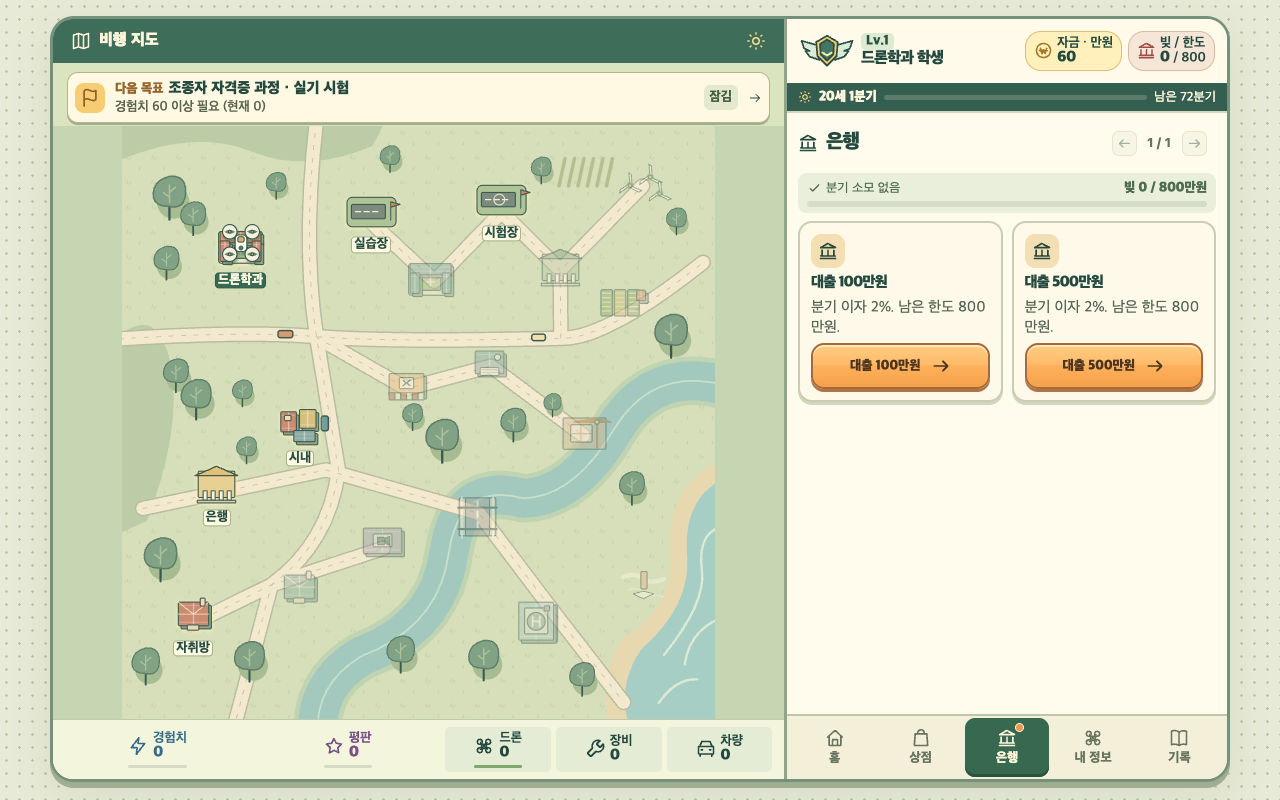 비행 지도
다음 목표 조종자 자격증 과정 · 실기 시험
경험치 60 이상 필요 (현재 0)
잠김
실습장
시험장
드론학과
시내
은행
자취방
H
경험치
0
평판
0
드론
0
장비
0
차량
0
Lv.1
드론학과 학생
자금 · 만원
60
빚 / 한도
0 / 800
20세 1분기
남은 72분기
은행
1 / 1
분기 소모 없음
빚 0 / 800만원
대출 100만원
분기 이자 2%. 남은 한도 800
만원.
대출 100만원
대출 500만원
분기 이자 2%. 남은 한도 800
만원.
대출 500만원
홈
상점
은행
내 정보
기록